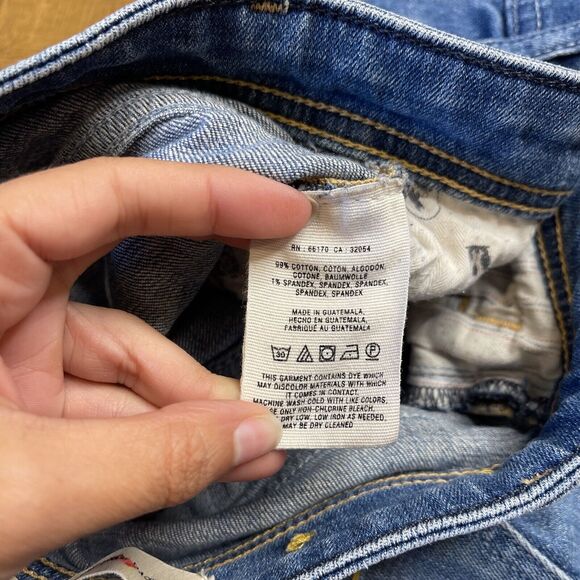 RN : 66170 CA : 32054
99% COTTON, COTON, ALGODÓN,
COTONE, BAUMWOLLE
1% SPANDEX, SPANDEX, SPANDEX,
SPANDEX, SPANDEX
MADE IN GUATEMALA,
HECHO EN GUATEMALA,
FABRIQUÉ AU GUATEMALA
30
THIS GARMENT CONTAINS DYE WHICH
MAY DISCOLOR MATERIALS WITH WHICH
IT COMES IN CONTACT.
MACHINE WASH COLD WITH LIKE COLORS,
USE ONLY NON-CHLORINE BLEACH,
DRY LOW. LOW IRON AS NEEDED.
MAY BE DRY CLEANED